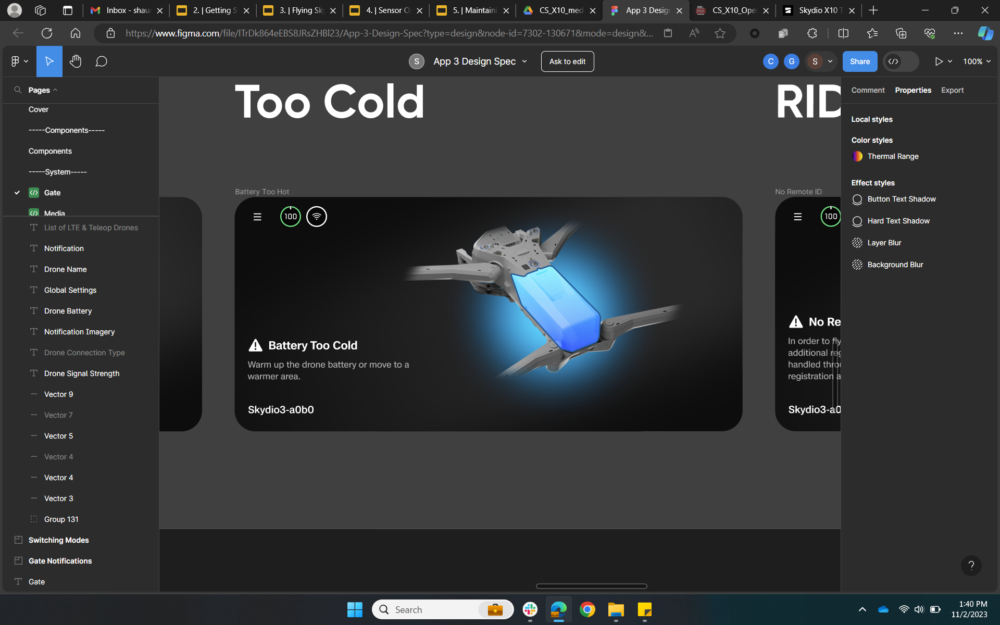 Inbox - shau
2. | Getting S
3. | Flying Sk
4. | Sensor O
5. | Maintaini
CS_X10_med
App 3 Desig
CS_X10_Ope
Skydio X10 T
https://www.figma.com/file/ITrDk864eEBS8JRsZHBl23/App-3-Design-Spec?type=design&node-id=7302-130671&mode=design&...
S
App 3 Design Spec
Ask to edit
C
G
S
Share
100%
Pages
Cover
-----Components-----
Components
-----System-----
Gate
Media
List of LTE & Teleop Drones
Notification
Drone Name
Global Settings
Drone Battery
Notification Imagery
Drone Connection Type
Drone Signal Strength
Vector 9
Vector 7
Vector 5
Vector 4
Vector 4
Vector 3
Group 131
Switching Modes
Gate Notifications
Gate
Too Cold
Battery Too Hot
100
Battery Too Cold
Warm up the drone battery or move to a
warmer area.
Skydio3-a0b0
RID
No Remote ID
100
No Re
In order to fly
additional reg
handled throu
registration a
Skydio3-a0
Comment
Properties
Export
Local styles
Color styles
Thermal Range
Effect styles
Button Text Shadow
Hard Text Shadow
Layer Blur
Background Blur
?
Search
1:40 PM
11/2/2023